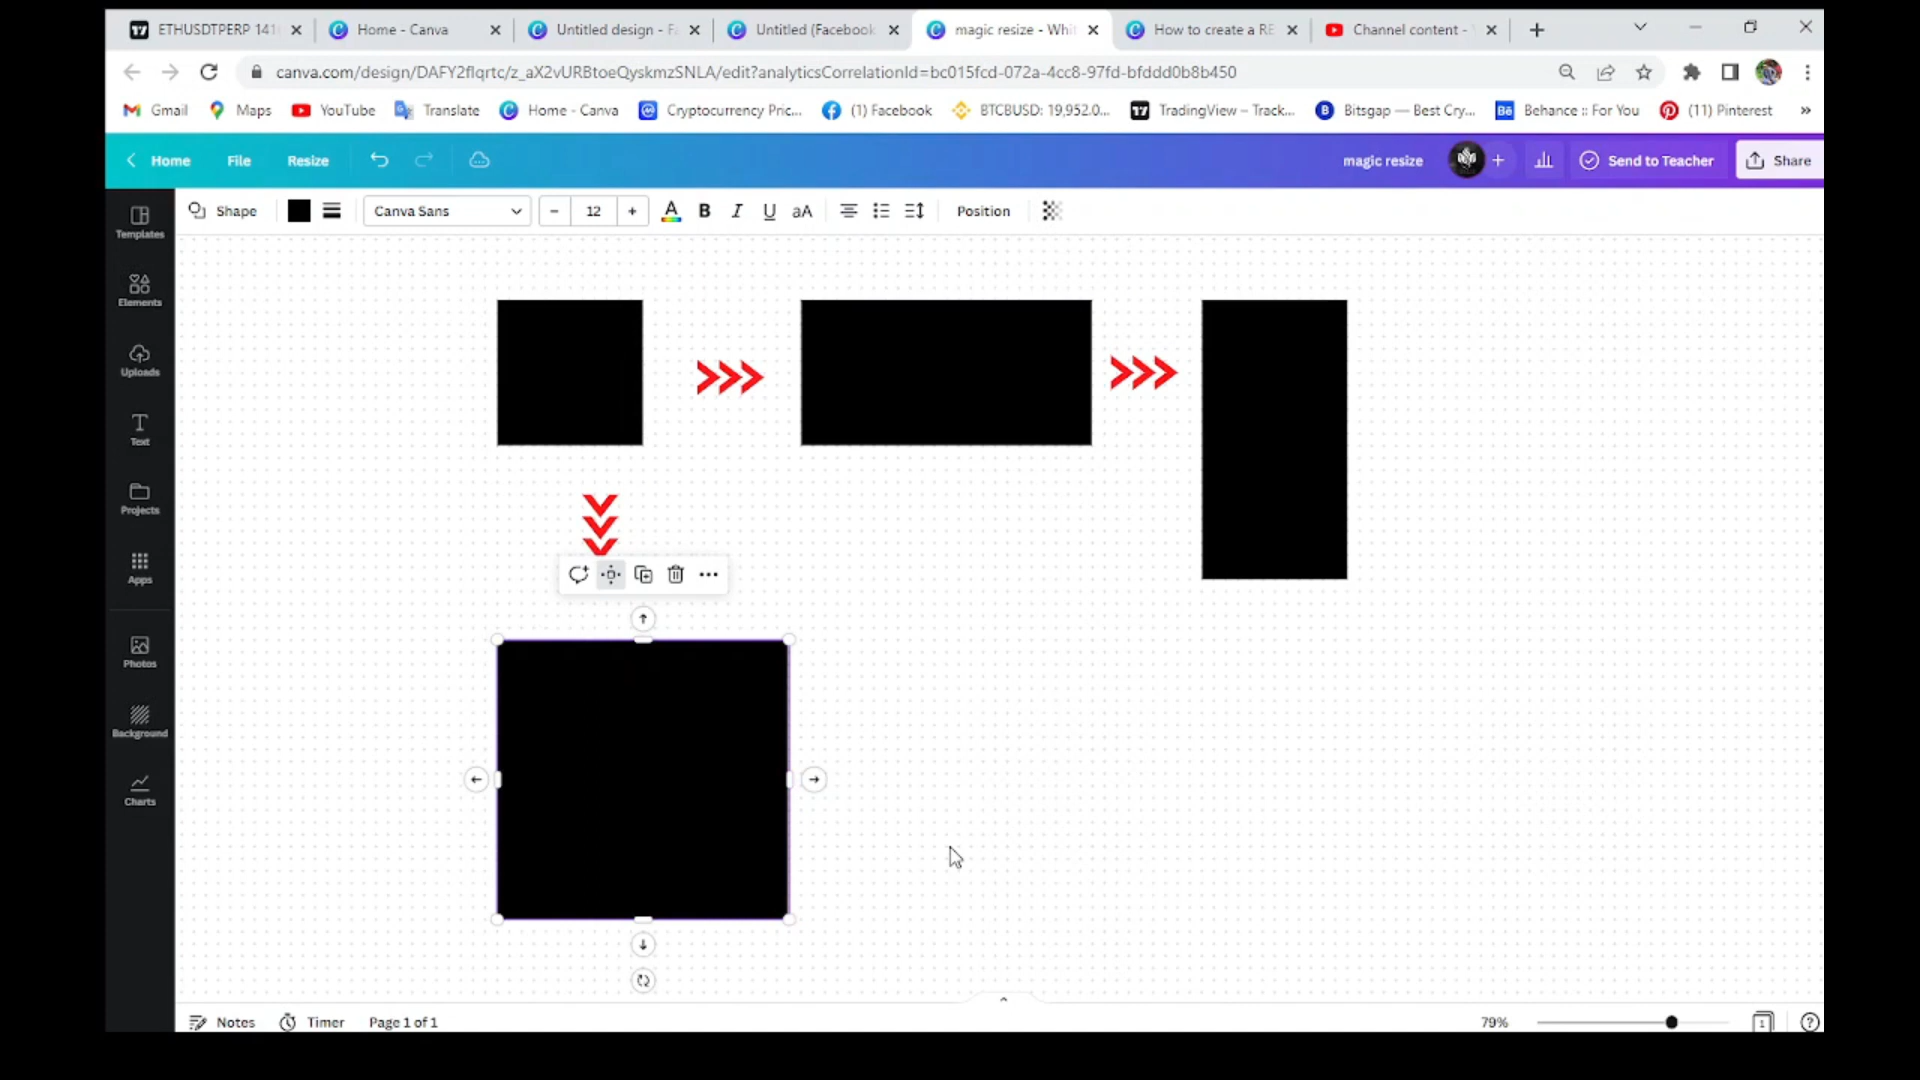 ETHUSDTPERP 141
Home - Canva
Untitled design - F
Untitled (Facebook
magic resize - Whit
How to create a RE
Channel content -
canva.com/design/DAFY2flqrtc/z_aX2vURBtoeQyskmzSNLA/edit?analyticsCorrelationId=bc015fcd-072a-4cc8-97fd-bfddd0b8b450
Gmail
Maps
YouTube
Translate
Home - Canva
Cryptocurrency Pric...
(1) Facebook
BTCBUSD: 19,952.0...
TradingView – Track...
Bitsgap — Best Cry...
Behance :: For You
(11) Pinterest
Home
File
Resize
magic resize
Send to Teacher
Share
Shape
Canva Sans
12
B
I
U
aA
Position
Templates
Elements
Uploads
Text
Projects
Apps
Photos
Background
Charts
Notes
Timer
Page 1 of 1
79%
1